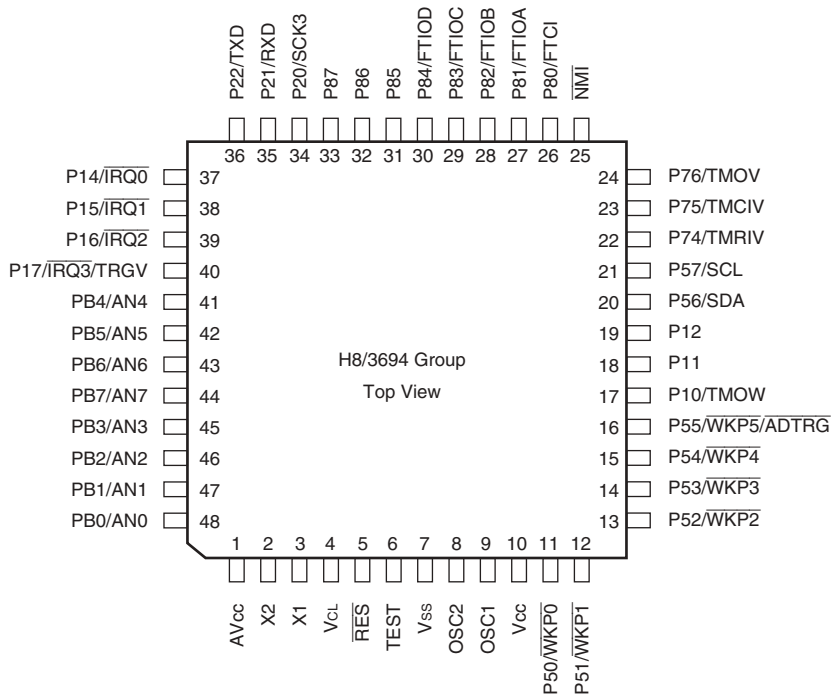 P22/TXD
P21/RXD
P20/SCK3
P87
P86
P85
P84/FTIOD
P83/FTIOC
P82/FTIOB
P81/FTIOA
P80/FTCI
NMI
36 35 34 33 32 31 30 29 28 27 26 25
P14/IRQ0 37
P15/IRQ1 38
P16/IRQ2 39
P17/IRQ3/TRGV 40
PB4/AN4 41
PB5/AN5 42
PB6/AN6 43
PB7/AN7 44
PB3/AN3 45
PB2/AN2 46
PB1/AN1 47
PB0/AN0 48
H8/3694 Group
Top View
24 P76/TMOV
23 P75/TMCIV
22 P74/TMRIV
21 P57/SCL
20 P56/SDA
19 P12
18 P11
17 P10/TMOW
16 P55/WKP5/ADTRG
15 P54/WKP4
14 P53/WKP3
13 P52/WKP2
1 2 3 4 5 6 7 8 9 10 11 12
AVcc
X2
X1
VCL
RES
TEST
Vss
OSC2
OSC1
Vcc
P50/WKP0
P51/WKP1